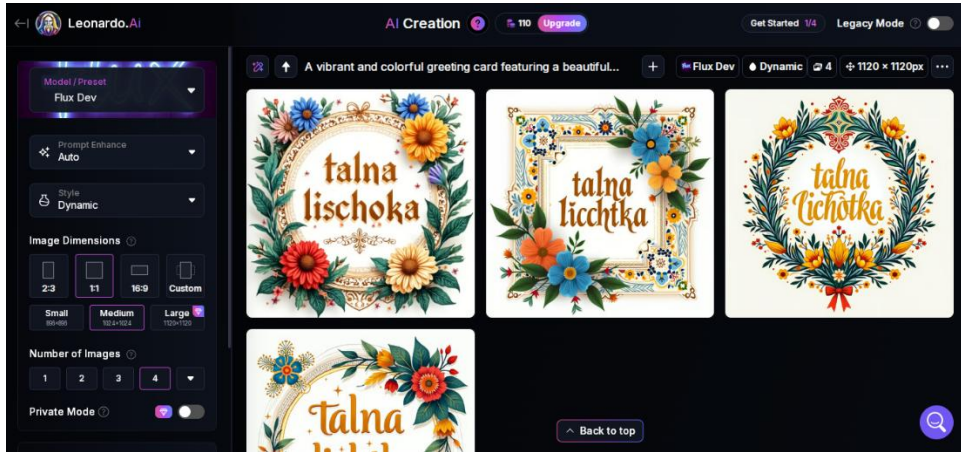 Leonardo.Ai
AI Creation ? 110 Upgrade
Get Started 1/4 Legacy Mode ?
Model / Preset
Flux Dev
Prompt Enhance
Auto
Style
Dynamic
Image Dimensions ?
2:3 1:1 16:9 Custom
Small Medium Large
1024×1024 1120×1120
Number of Images ?
1 2 3 4
Private Mode ?
A vibrant and colorful greeting card featuring a beautiful... + Flux Dev Dynamic 4 1120 × 1120px ...
talna
lischoka
talna
licchtka
talna
lichotka
talna
Back to top